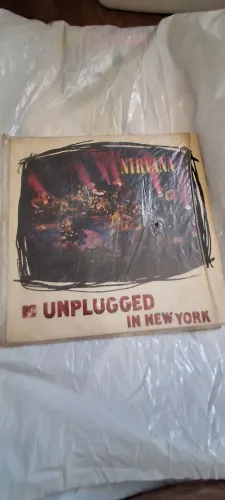 NIRVANA
MTV UNPLUGGED
IN NEW YORK